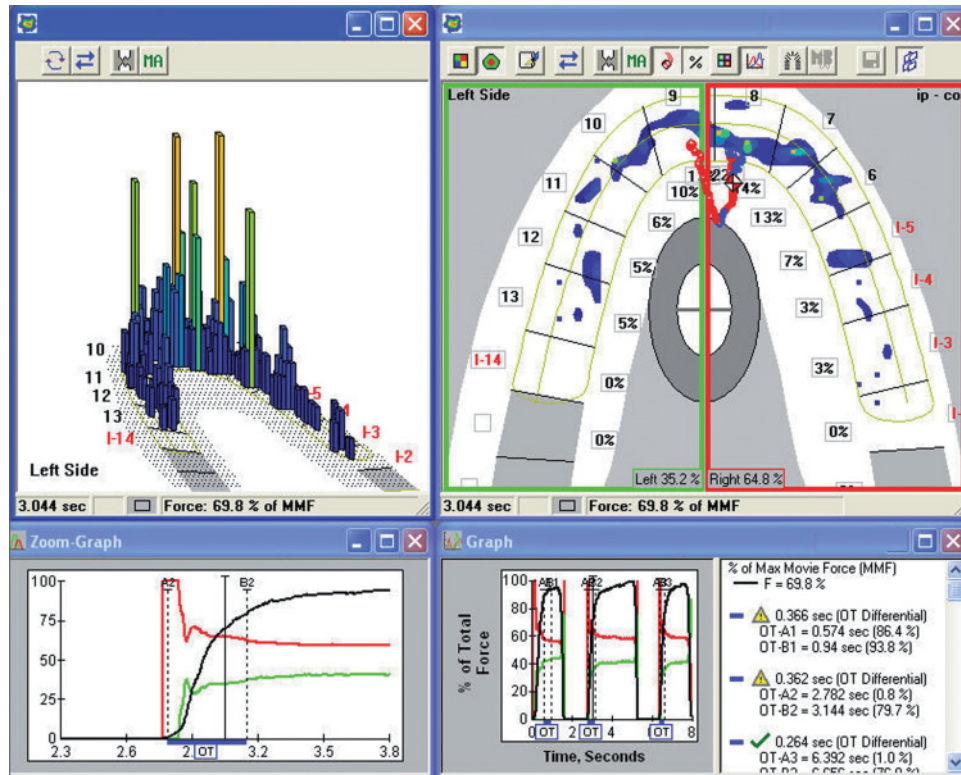 MA
10
11
12
13
I-14
I-3
I-2
Left Side
3.044 sec
Force: 69.8 % of MMF
MA
%
Left Side
ip - co
9
8
10
7
11
6
12
I-5
13
I-4
I-14
I-3
10%
6%
13%
5%
7%
5%
3%
0%
3%
0%
0%
Left 35.2 %
Right 64.8 %
3.044 sec
Force: 69.8 % of MMF
Zoom-Graph
A2
B2
100
75
50
25
0
OT
2.3
2.6
3.2
3.5
3.8
Graph
% of Total Force
100
80
60
40
20
0
OT
OT
OT
0
2
4
8
Time, Seconds
% of Max Movie Force (MMF)
F = 69.8 %
0.366 sec (OT Differential)
OT-A1 = 0.574 sec (86.4 %)
OT-B1 = 0.94 sec (93.8 %)
0.362 sec (OT Differential)
OT-A2 = 2.782 sec (0.8 %)
OT-B2 = 3.144 sec (79.7 %)
0.264 sec (OT Differential)
OT-A3 = 6.392 sec (1.0 %)